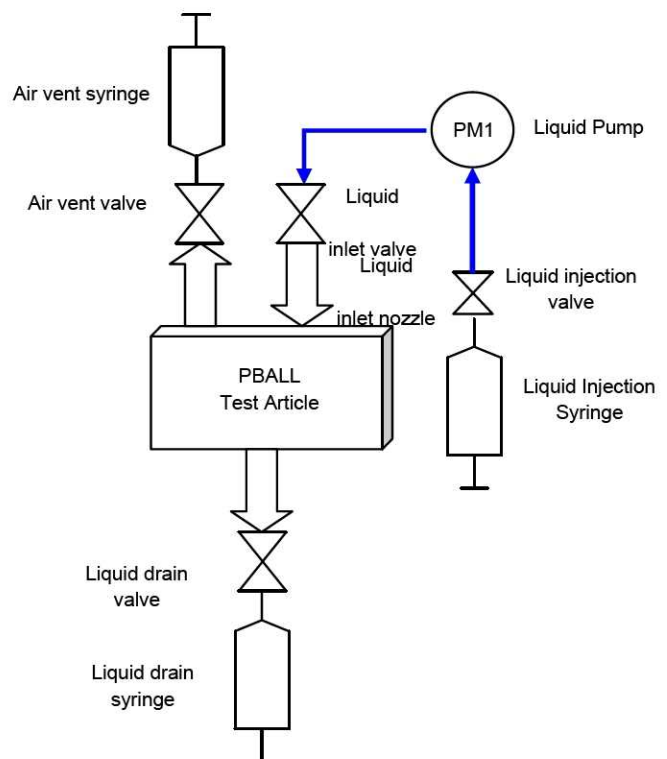 Air vent syringe
PM1
Liquid Pump
Air vent valve
Liquid
inlet valve
Liquid
inlet nozzle
Liquid injection
valve
PBALL
Test Article
Liquid Injection
Syringe
Liquid drain
valve
Liquid drain
syringe